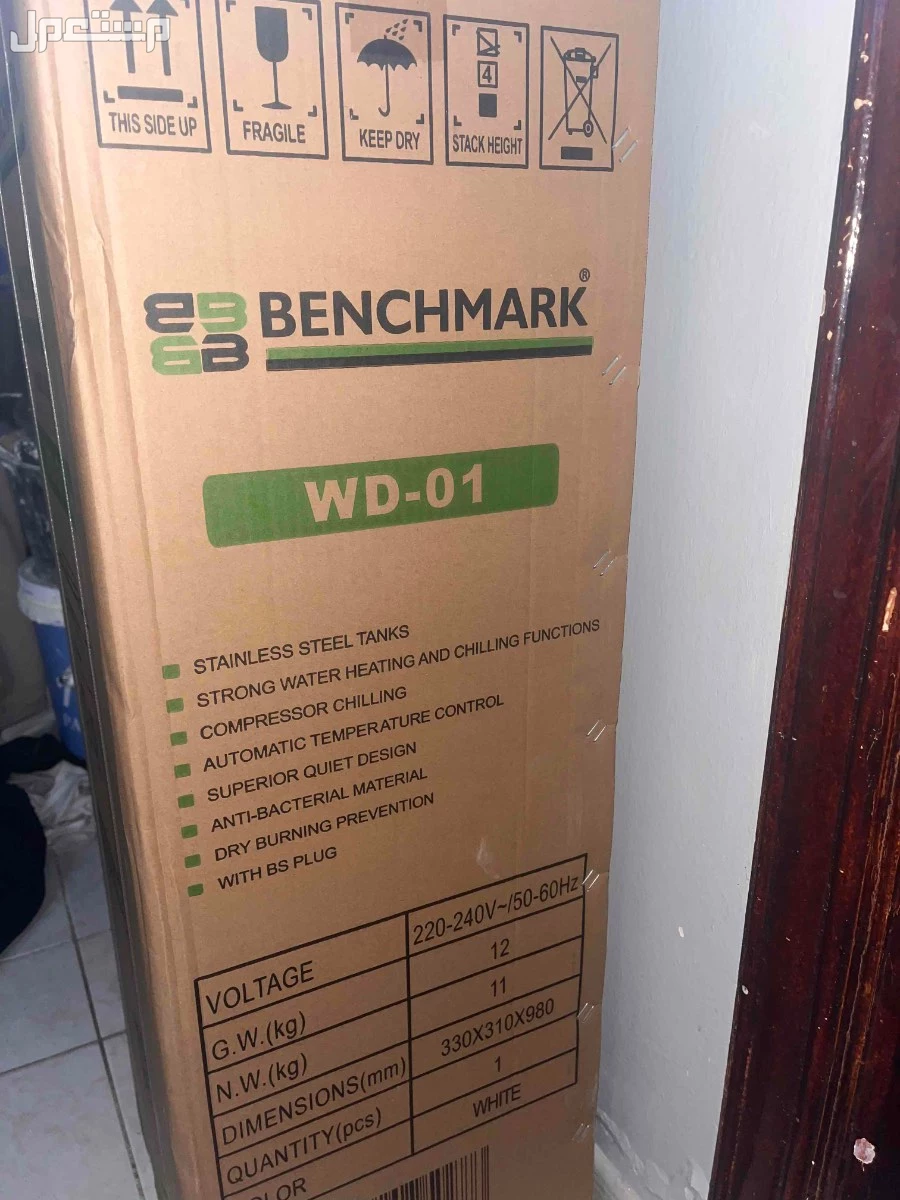 مستعمل
THIS SIDE UP
FRAGILE
KEEP DRY
4
STACK HEIGHT
BENCHMARK®
WD-01
STAINLESS STEEL TANKS
STRONG WATER HEATING AND CHILLING FUNCTIONS
COMPRESSOR CHILLING
AUTOMATIC TEMPERATURE CONTROL
SUPERIOR QUIET DESIGN
ANTI-BACTERIAL MATERIAL
DRY BURNING PREVENTION
WITH BS PLUG
VOLTAGE 220-240V~/50-60Hz
G.W.(kg) 12
N.W.(kg) 11
DIMENSIONS(mm) 330X310X980
QUANTITY(pcs) 1
OLOR WHITE